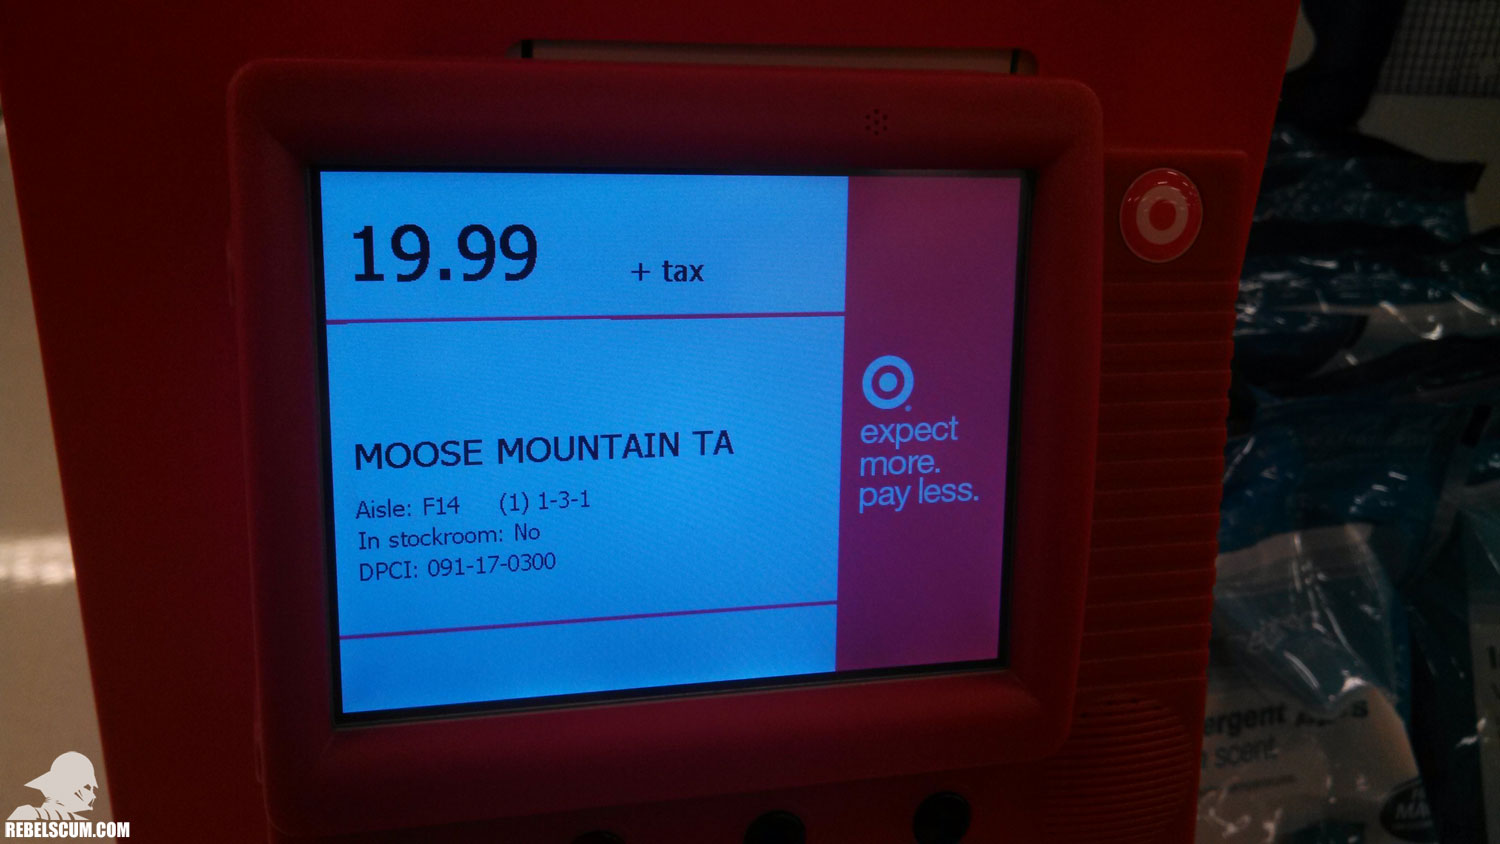 19.99 + tax
MOOSE MOUNTAIN TA
Aisle: F14 (1) 1-3-1
In stockroom: No
DPCI: 091-17-0300
expect
more.
pay less.
scent.
REBELSCUM.COM